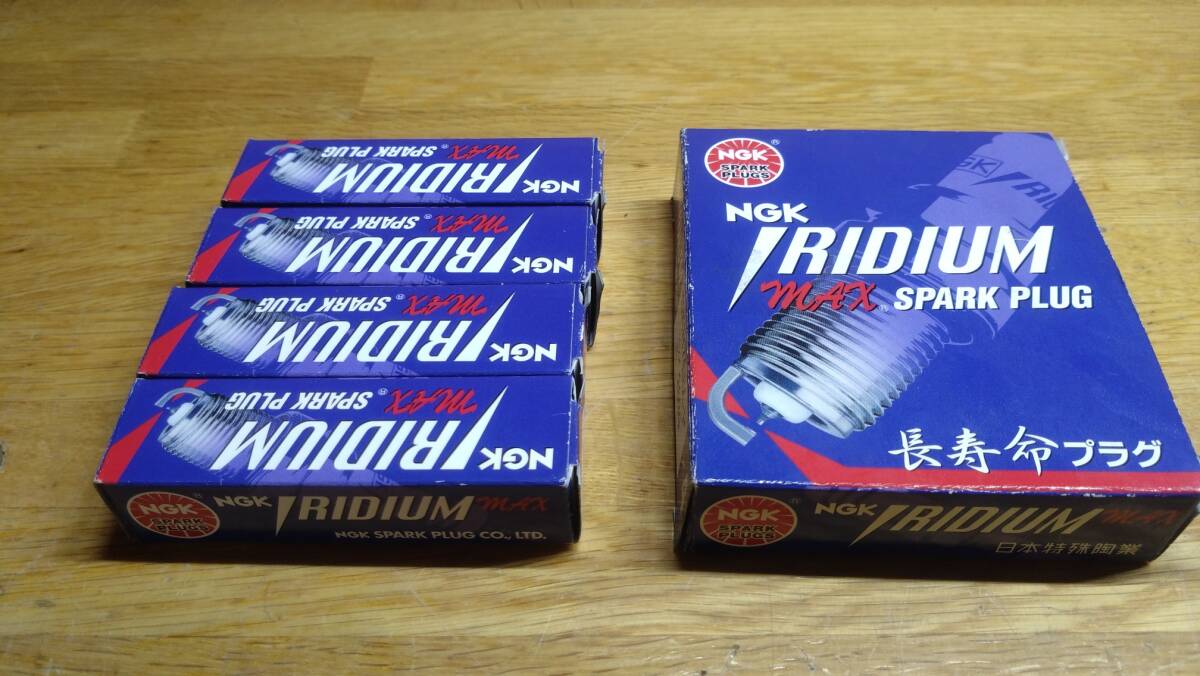 NGK
IRIDIUM
MAX
SPARK PLUG
NGK
IRIDIUM
MAX
SPARK PLUG
NGK
IRIDIUM
MAX
SPARK PLUG
NGK
IRIDIUM
MAX
SPARK PLUG
NGK
SPARK
PLUGS
NGK IRIDIUM MAX
NGK SPARK PLUG CO., LTD.
NGK
SPARK
PLUGS
NGK
IRIDIUM
MAX SPARK PLUG
長寿命プラグ
NGK
SPARK
PLUGS
NGK IRIDIUM MAX
日本特殊陶業